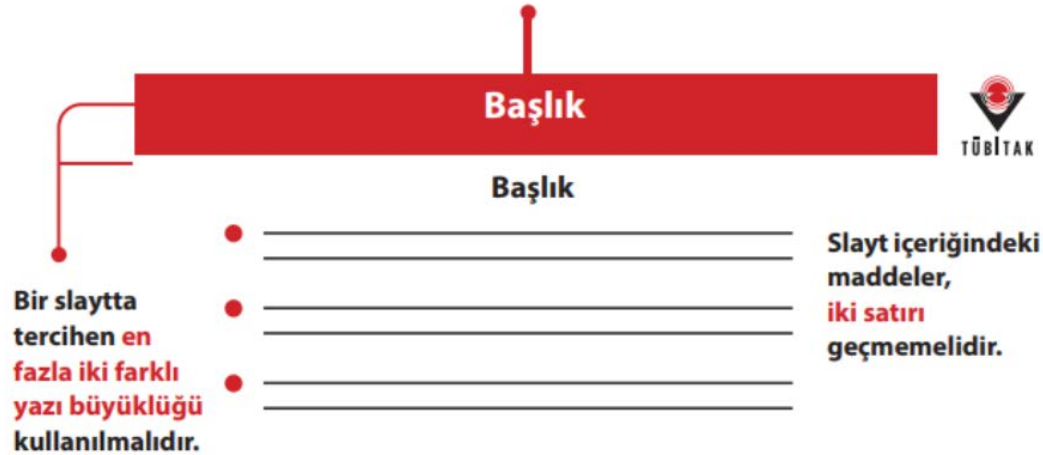 Başlık
TÜBİTAK
Başlık
Bir slaytta
tercihen en
fazla iki farklı
yazı büyüklüğü
kullanılmalıdır.
Slayt içeriğindeki
maddeler,
iki satırı
geçmemelidir.